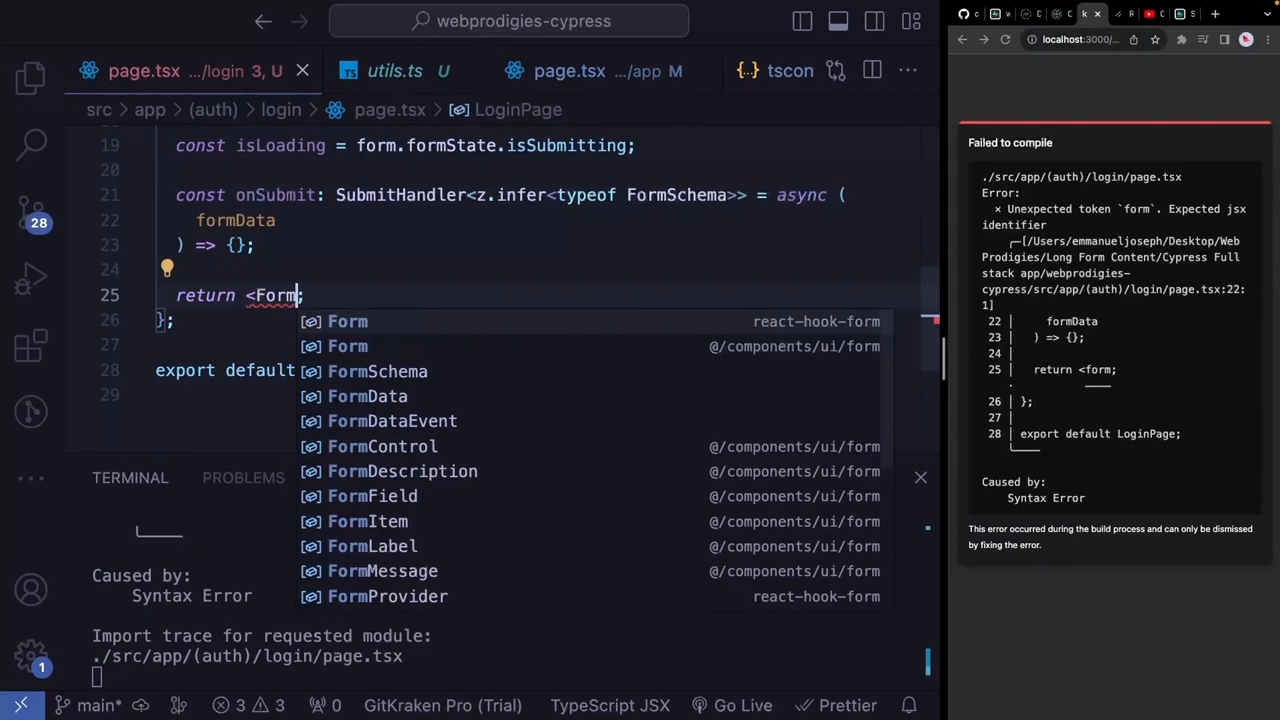 webprodigies-cypress
page.tsx .../login 3, U
utils.ts U
page.tsx .../app M
tscon
src > app > (auth) > login > page.tsx > LoginPage
19 const isLoading = form.formState.isSubmitting;
20
21 const onSubmit: SubmitHandler<z.infer<typeof FormSchema>> = async (
22 formData
23 ) => {};
24
25 return <Form;
26 };
27
28 export default
29
Form react-hook-form
Form @/components/ui/form
FormSchema
FormData
FormDataEvent
FormControl @/components/ui/form
FormDescription @/components/ui/form
FormField @/components/ui/form
FormItem @/components/ui/form
FormLabel @/components/ui/form
FormMessage @/components/ui/form
FormProvider react-hook-form
28
1
TERMINAL PROBLEMS
Caused by:
Syntax Error
Import trace for requested module:
./src/app/(auth)/login/page.tsx
main* 3 3 0 GitKraken Pro (Trial) TypeScript JSX Go Live Prettier
localhost:3000/...
Failed to compile
./src/app/(auth)/login/page.tsx
Error:
× Unexpected token `form`. Expected jsx
identifier
╭─[/Users/emmanueljoseph/Desktop/Web
Prodigies/Long Form Content/Cypress Full
stack app/webprodigies-
cypress/src/app/(auth)/login/page.tsx:22:
1]
22 │ formData
23 │ ) => {};
24 │
25 │ return <form;
· ────
26 │ };
27 │
28 │ export default LoginPage;
╰────
Caused by:
Syntax Error
This error occurred during the build process and can only be dismissed
by fixing the error.